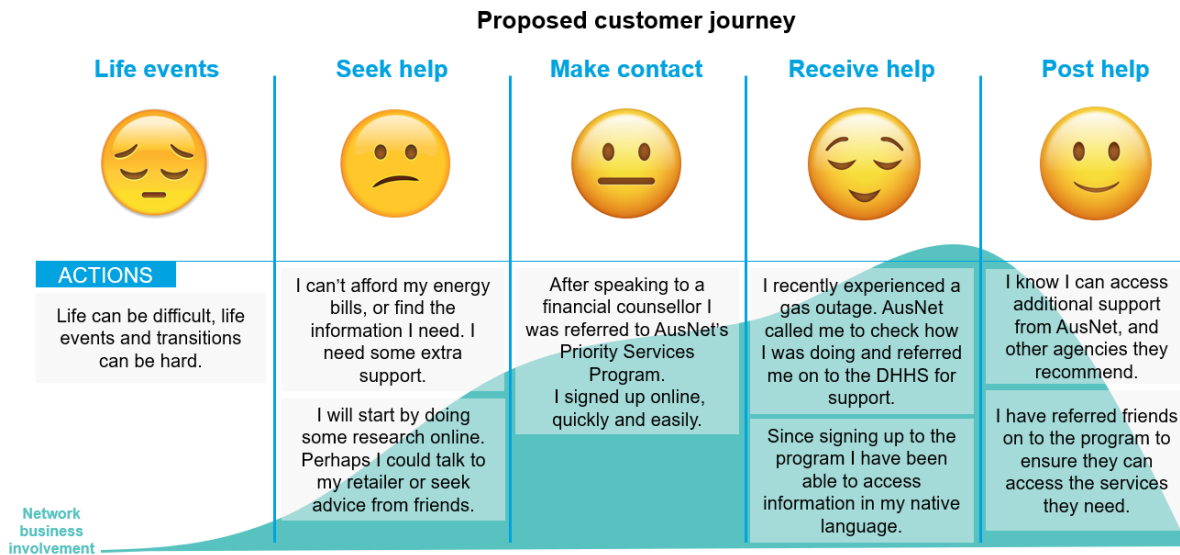 Proposed customer journey
Life events
Seek help
Make contact
Receive help
Post help
ACTIONS
Life can be difficult, life
events and transitions
can be hard.
I can't afford my energy
bills, or find the
information I need. I
need some extra
support.
I will start by doing
some research online.
Perhaps I could talk to
my retailer or seek
advice from friends.
After speaking to a
financial counsellor I
was referred to AusNet's
Priority Services
Program.
I signed up online,
quickly and easily.
I recently experienced a
gas outage. AusNet
called me to check how
I was doing and referred
me on to the DHHS for
support.
Since signing up to the
program I have been
able to access
information in my native
language.
I know I can access
additional support
from AusNet, and
other agencies they
recommend.
I have referred friends
on to the program to
ensure they can
access the services
they need.
Network
business
involvement